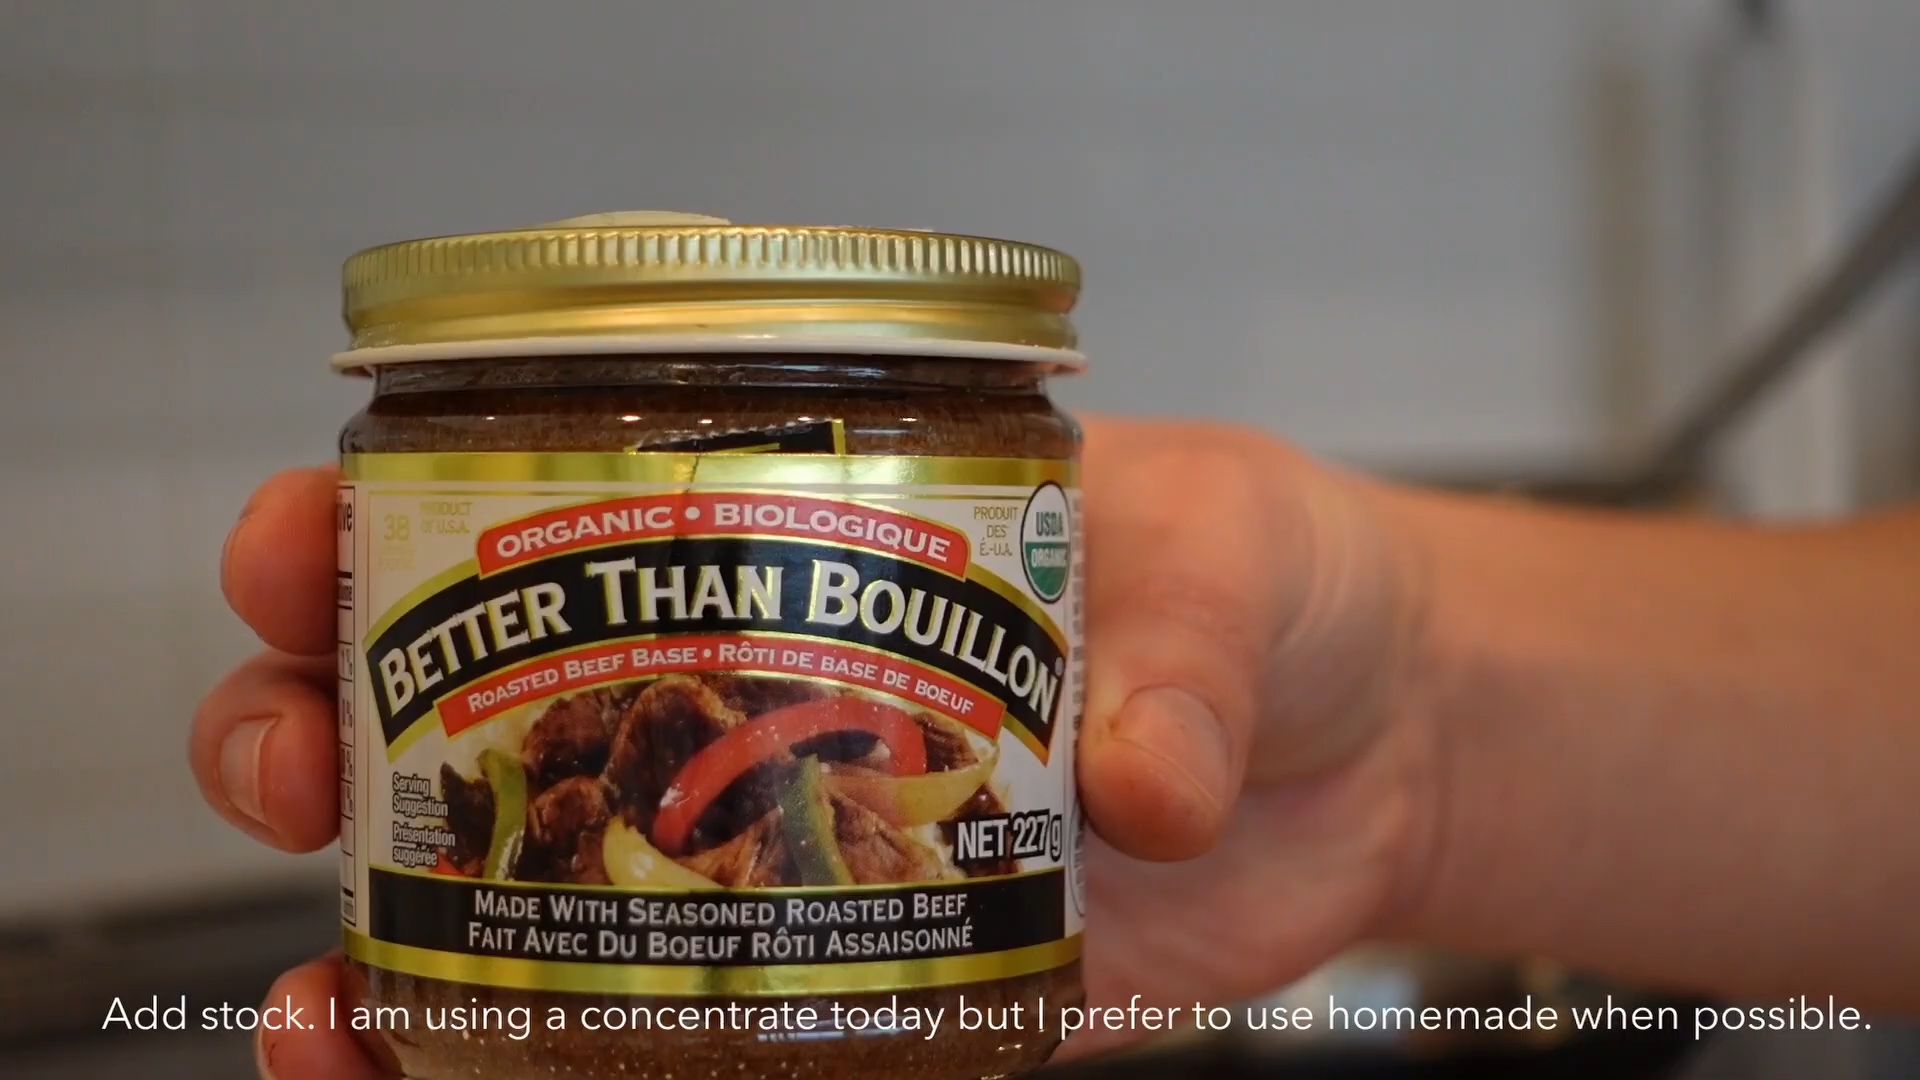 38
PRODUCT
OF U.S.A.
ORGANIC • BIOLOGIQUE
PRODUIT
DES
É.-U.A.
USDA
ORGANIC
BETTER THAN BOUILLON
ROASTED BEEF BASE • RÔTI DE BASE DE BOEUF
Serving
Suggestion
Présentation
suggérée
NET 227 g
MADE WITH SEASONED ROASTED BEEF
FAIT AVEC DU BOEUF RÔTI ASSAISONNÉ
Add stock. I am using a concentrate today but I prefer to use homemade when possible.